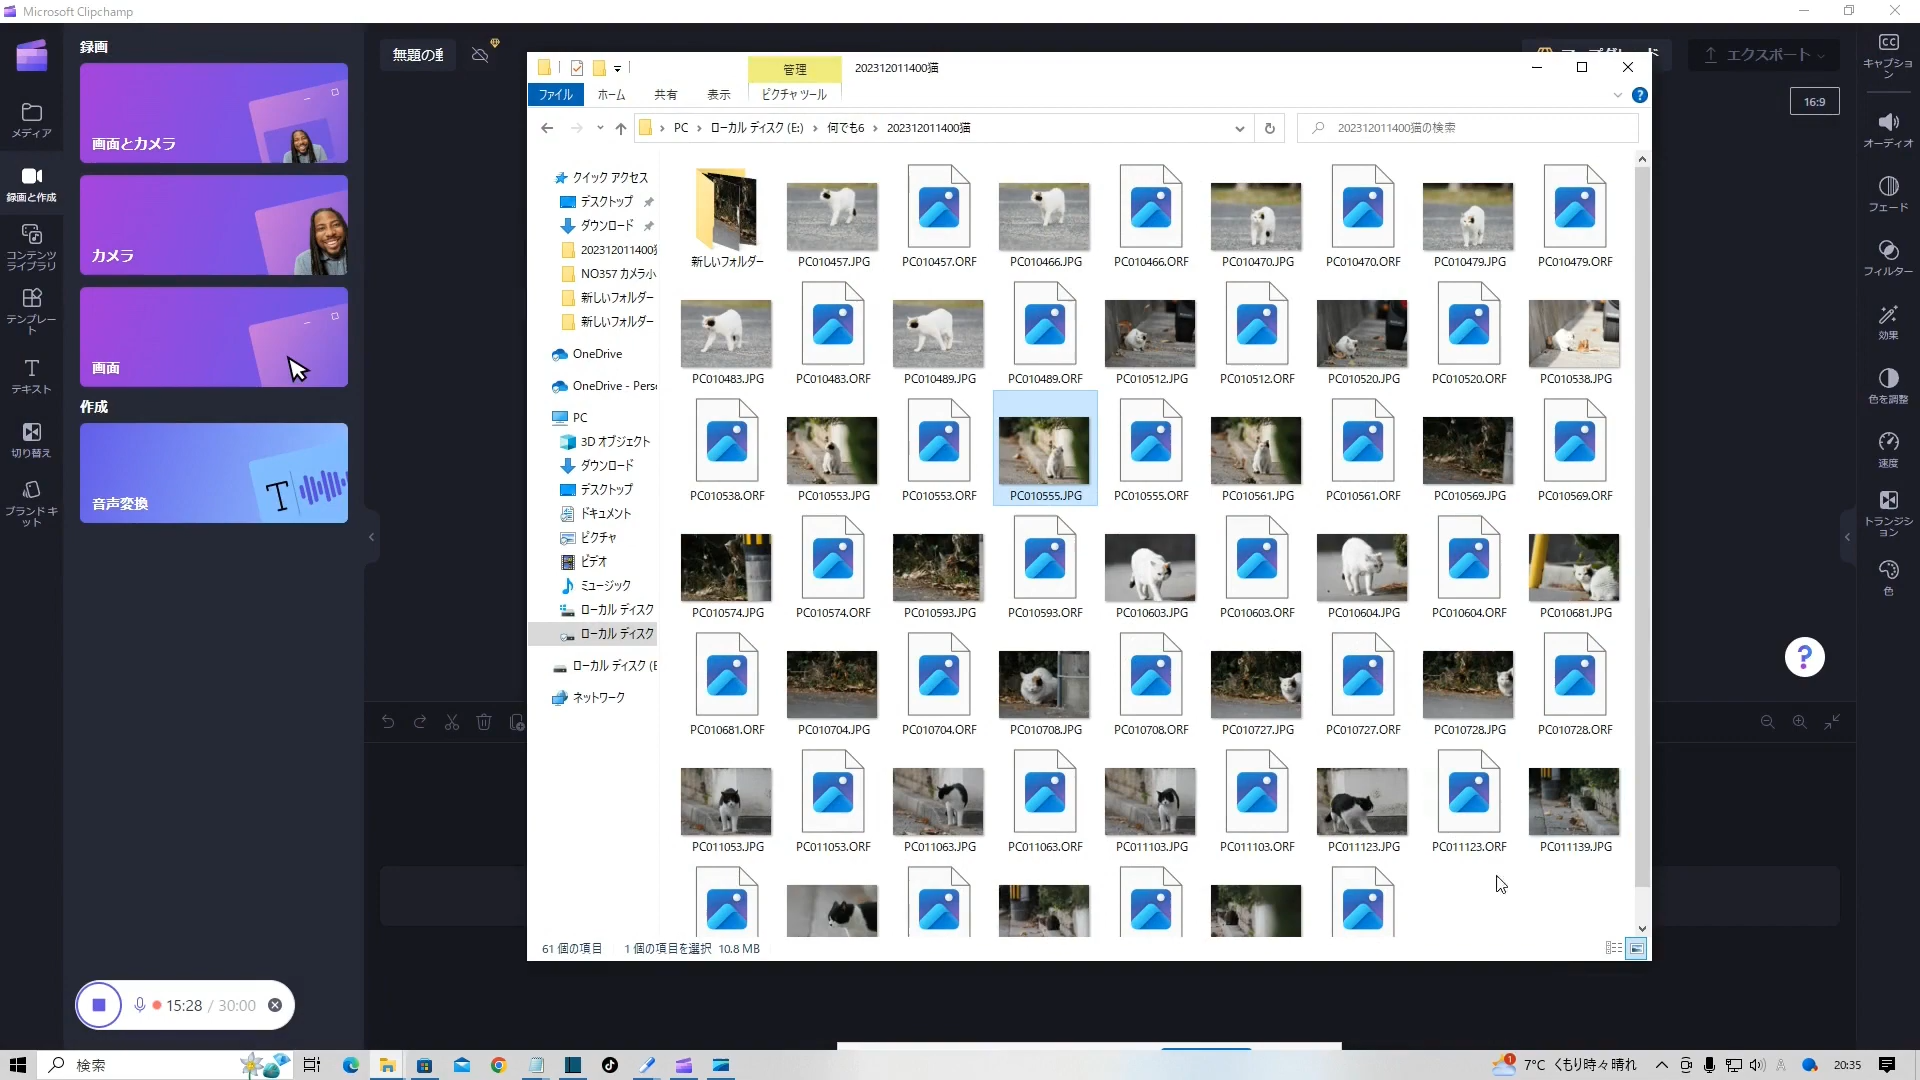 Microsoft Clipchamp
録画
画面とカメラ
カメラ
画面
作成
音声変換
メディア
録画と作成
コンテンツ
ライブラリ
テンプレー
ト
テキスト
切り替え
ブランド キ
ット
無題の動
エクスポート
16:9
キャプショ
ン
オーディオ
フェード
フィルター
効果
色を調整
速度
トランジシ
ョン
色
管理
202312011400猫
ファイル
ホーム
共有
表示
ピクチャ ツール
PC
ローカル ディスク (E:)
何でも6
202312011400猫
202312011400猫の検索
クイック アクセス
デスクトップ
ダウンロード
202312011400
NO357 カメラ小
新しいフォルダー
新しいフォルダー
OneDrive
OneDrive - Perso
PC
3D オブジェクト
ダウンロード
デスクトップ
ドキュメント
ピクチャ
ビデオ
ミュージック
ローカル ディスク
ローカル ディスク
ローカル ディスク (E
ネットワーク
新しいフォルダー
PC010457.JPG
PC010457.ORF
PC010466.JPG
PC010466.ORF
PC010470.JPG
PC010470.ORF
PC010479.JPG
PC010479.ORF
PC010483.JPG
PC010483.ORF
PC010489.JPG
PC010489.ORF
PC010512.JPG
PC010512.ORF
PC010520.JPG
PC010520.ORF
PC010538.JPG
PC010538.ORF
PC010553.JPG
PC010553.ORF
PC010555.JPG
PC010555.ORF
PC010561.JPG
PC010561.ORF
PC010569.JPG
PC010569.ORF
PC010574.JPG
PC010574.ORF
PC010593.JPG
PC010593.ORF
PC010603.JPG
PC010603.ORF
PC010604.JPG
PC010604.ORF
PC010681.JPG
PC010681.ORF
PC010704.JPG
PC010704.ORF
PC010708.JPG
PC010708.ORF
PC010727.JPG
PC010727.ORF
PC010728.JPG
PC010728.ORF
PC011053.JPG
PC011053.ORF
PC011063.JPG
PC011063.ORF
PC011103.JPG
PC011103.ORF
PC011123.JPG
PC011123.ORF
PC011139.JPG
61 個の項目
1 個の項目を選択 10.8 MB
15:28 / 30:00
検索
7°C くもり時々晴れ
20:35